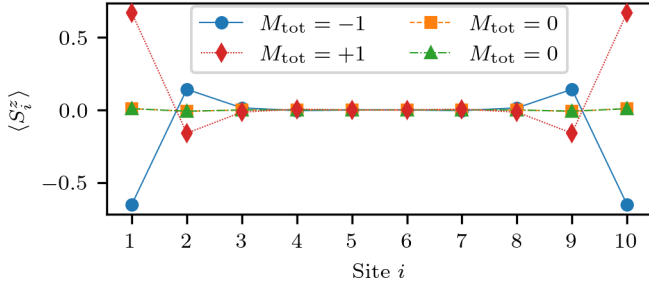 0.5
0.0
−0.5
⟨S_i^z⟩
M_tot = −1
M_tot = 0
M_tot = +1
M_tot = 0
1 2 3 4 5 6 7 8 9 10
Site i